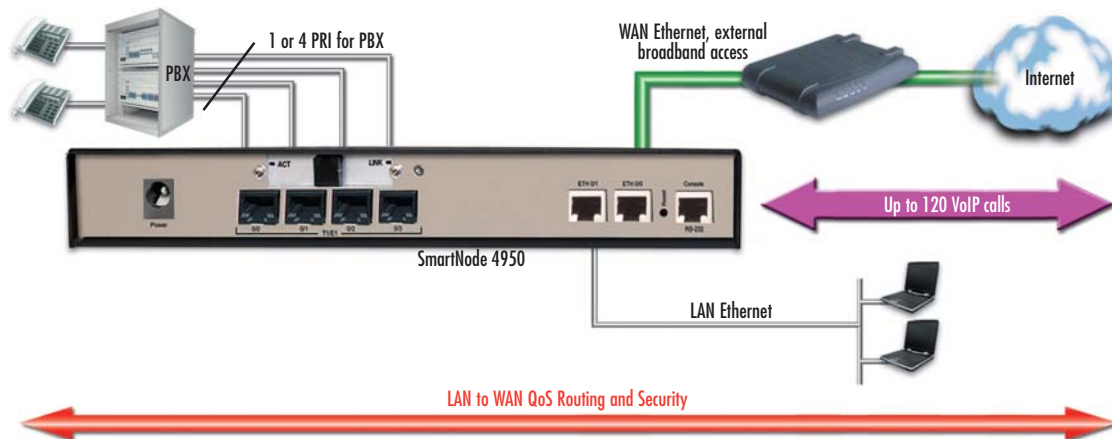 1 or 4 PRI for PBX
PBX
WAN Ethernet, external
broadband access
Internet
ACT
LINK
Power
0/0
0/1
0/2
0/3
T1/E1
ETH 0/1
ETH 0/0
Reset
Console
RS-232
Up to 120 VoIP calls
SmartNode 4950
LAN Ethernet
LAN to WAN QoS Routing and Security